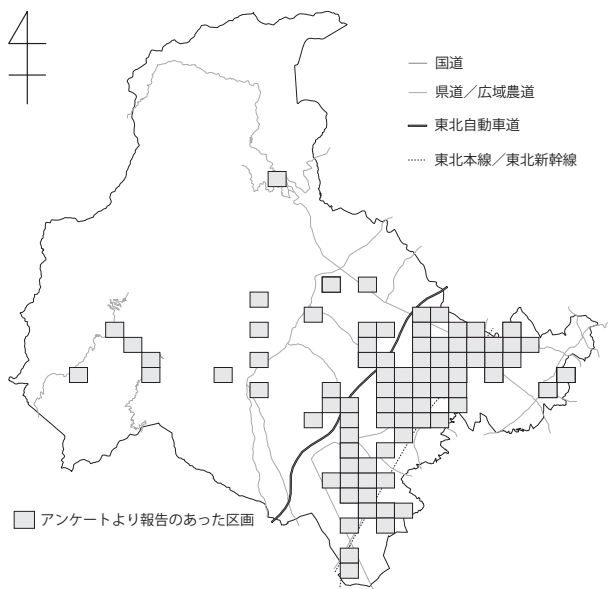 国道
県道／広域農道
東北自動車道
東北本線／東北新幹線
アンケートより報告のあった区画